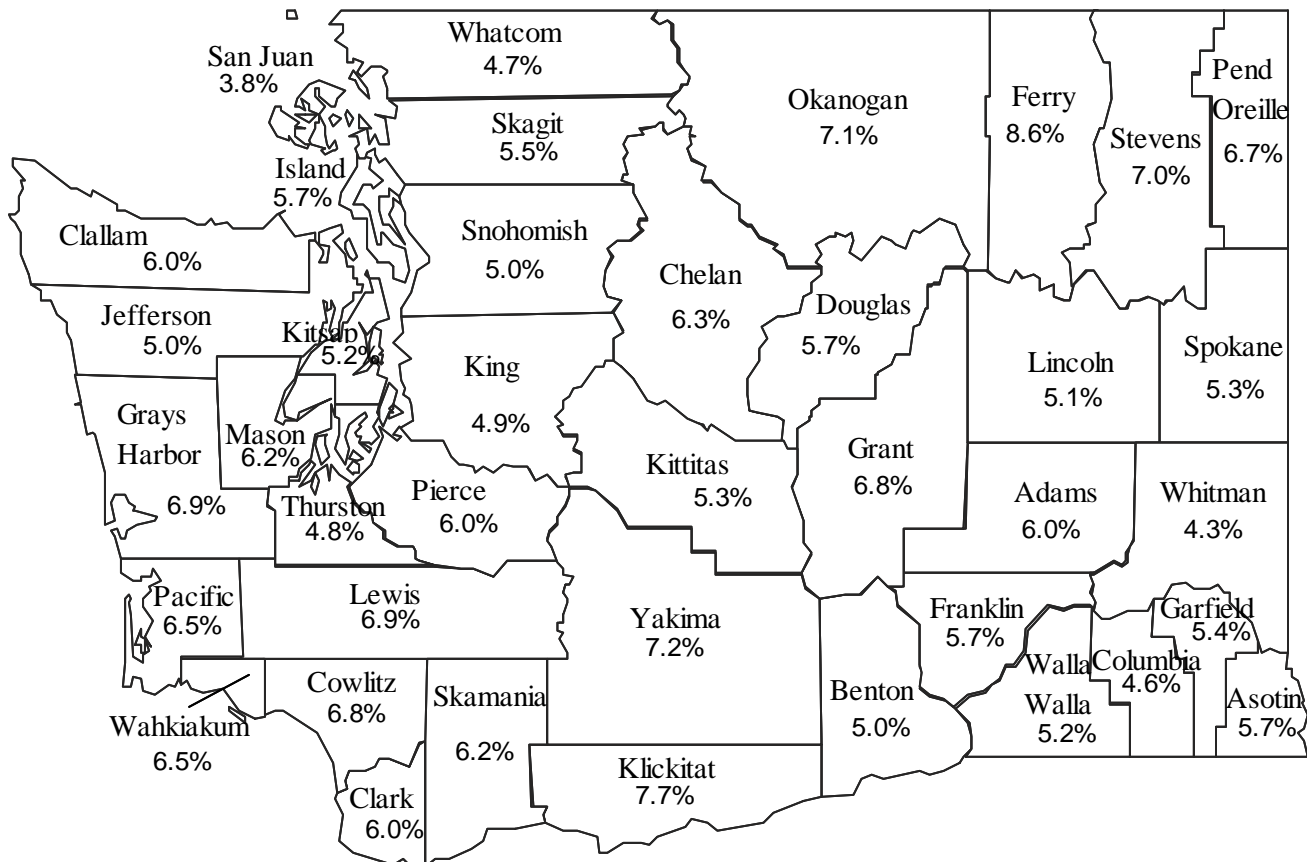 Whatcom
4.7%
San Juan
3.8%
Okanogan
7.1%
Ferry
8.6%
Stevens
7.0%
Pend
Oreille
6.7%
Skagit
5.5%
Island
5.7%
Clallam
6.0%
Snohomish
5.0%
Chelan
6.3%
Douglas
5.7%
Jefferson
5.0%
Kitsap
5.2%
King
4.9%
Lincoln
5.1%
Spokane
5.3%
Grays
Harbor
6.9%
Mason
6.2%
Thurston
4.8%
Pierce
6.0%
Kittitas
5.3%
Grant
6.8%
Adams
6.0%
Whitman
4.3%
Pacific
6.5%
Lewis
6.9%
Yakima
7.2%
Franklin
5.7%
Garfield
5.4%
Walla
Walla
5.2%
Columbia
4.6%
Asotin
5.7%
Benton
5.0%
Wahkiakum
6.5%
Cowlitz
6.8%
Skamania
6.2%
Klickitat
7.7%
Clark
6.0%